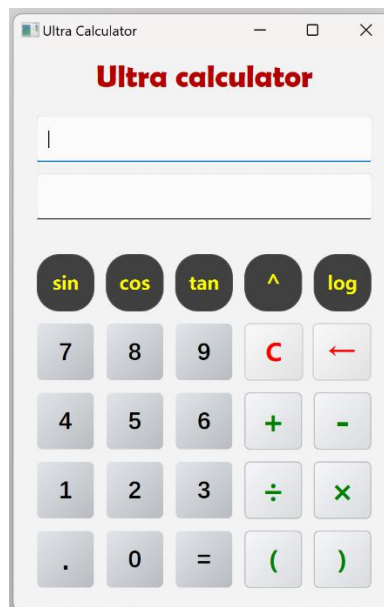 Ultra Calculator
Ultra calculator
sin cos tan ^ log
7 8 9 C ←
4 5 6 + -
1 2 3 ÷ ×
. 0 = ( )